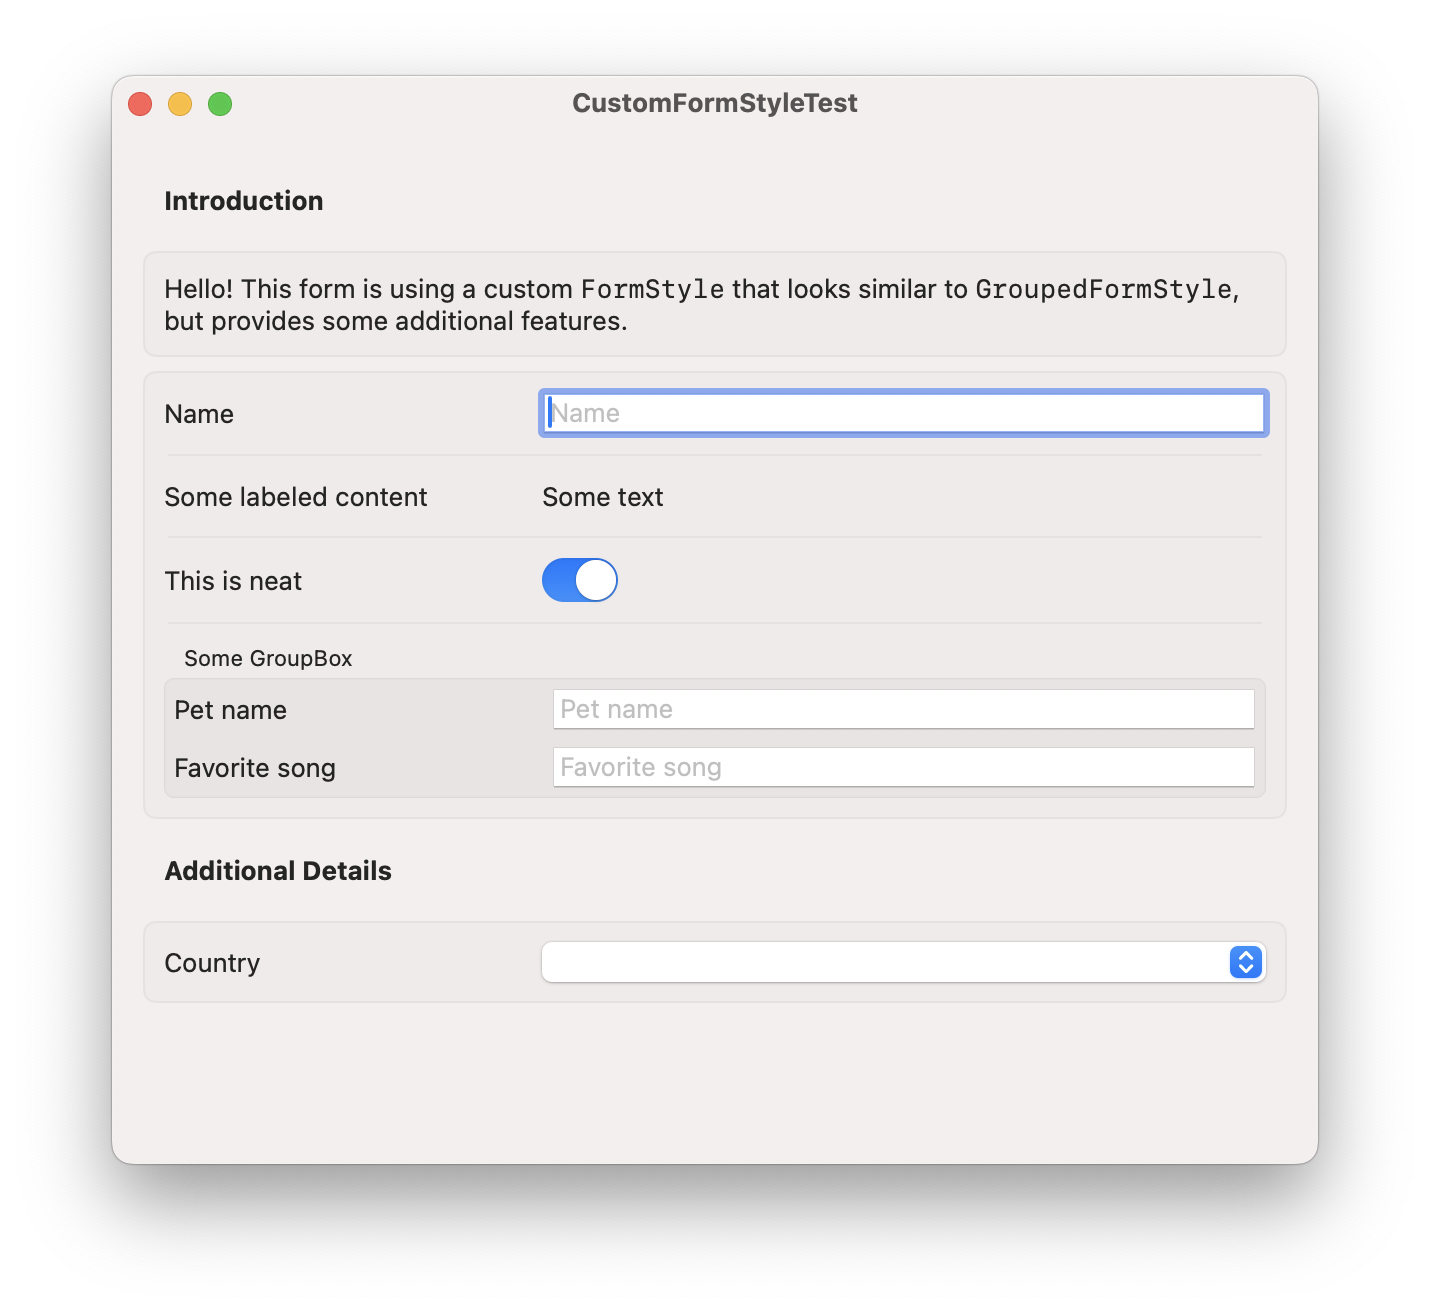 CustomFormStyleTest
Introduction
Hello! This form is using a custom FormStyle that looks similar to GroupedFormStyle,
but provides some additional features.
Name Name
Some labeled content Some text
This is neat
Some GroupBox
Pet name Pet name
Favorite song Favorite song
Additional Details
Country